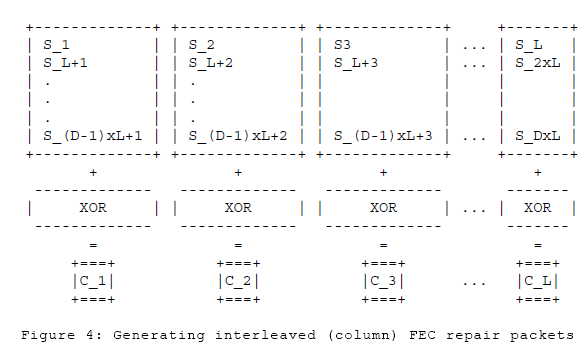 +-------------+ +-------------+ +-------------+     +-------+
| S_1         | | S_2         | | S3          | ... | S_L   |
| S_L+1       | | S_L+2       | | S_L+3       | ... | S_2xL |
| .           | | .           | |             |     |       |
| .           | | .           | |             |     |       |
| .           | | .           | |             |     |       |
| S_(D-1)xL+1 | | S_(D-1)xL+2 | | S_(D-1)xL+3 | ... | S_DxL |
+-------------+ +-------------+ +-------------+     +-------+
       +               +               +                +
 -------------   -------------   -------------       -------
|     XOR     | |     XOR     | |     XOR     | ... |  XOR  |
 -------------   -------------   -------------       -------
       =               =               =                =
     +===+           +===+           +===+            +===+
     |C_1|           |C_2|           |C_3|     ...    |C_L|
     +===+           +===+           +===+            +===+
Figure 4: Generating interleaved (column) FEC repair packets